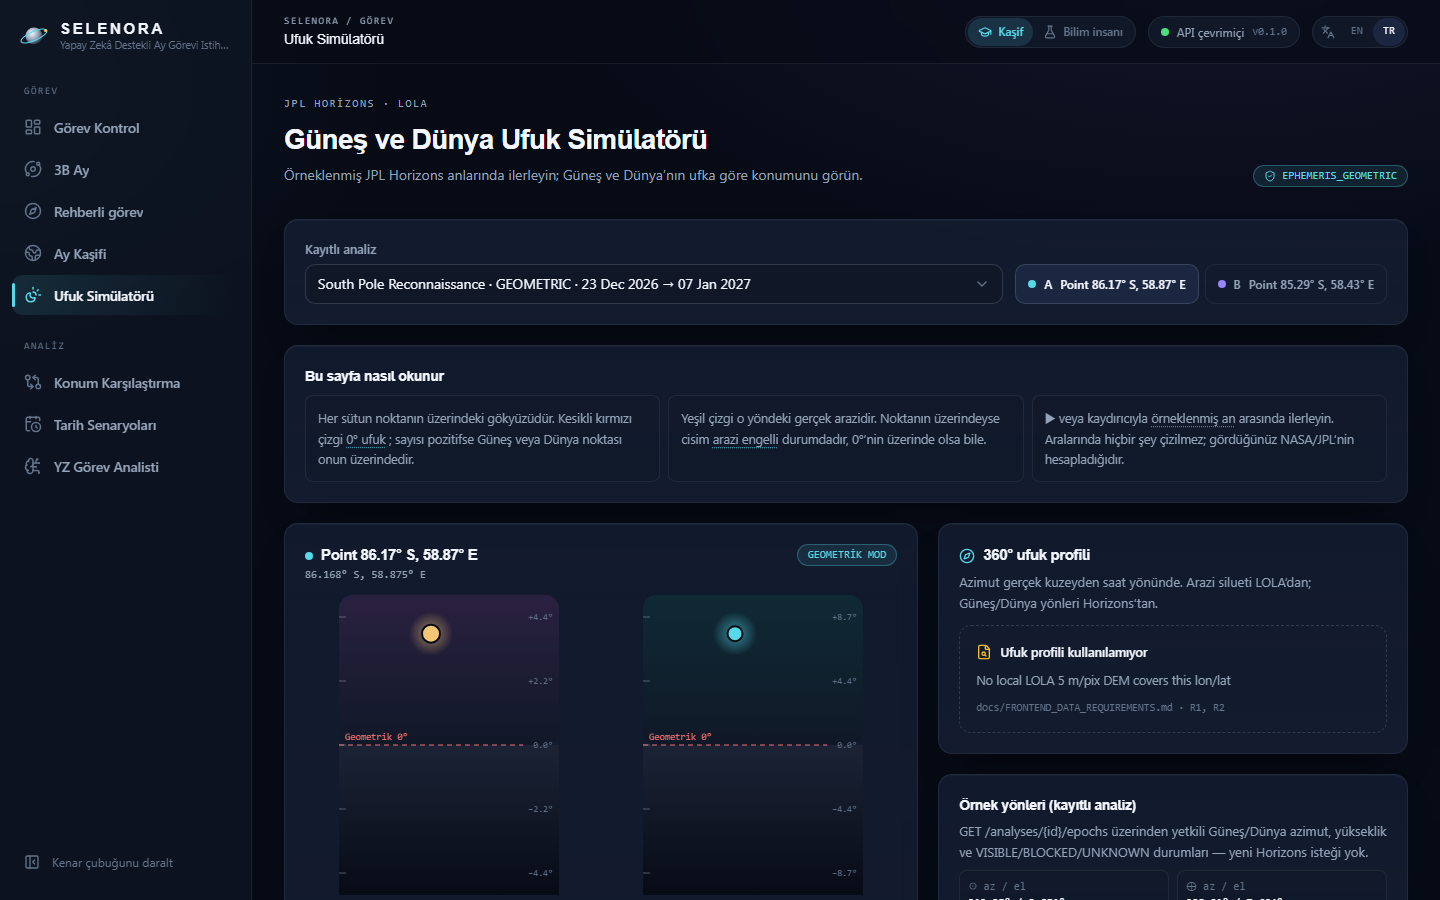 SELENORA
Yapay Zekâ Destekli Ay Görevi İstih...
GÖREV
Görev Kontrol
3B Ay
Rehberli görev
Ay Kaşifi
Ufuk Simülatörü
ANALİZ
Konum Karşılaştırma
Tarih Senaryoları
YZ Görev Analisti
Kenar çubuğunu daralt
SELENORA / GÖREV
Ufuk Simülatörü
Kaşif
Bilim insanı
API çevrimiçi v0.1.0
EN
TR
JPL HORİZONS · LOLA
Güneş ve Dünya Ufuk Simülatörü
Örneklenmiş JPL Horizons anlarında ilerleyin; Güneş ve Dünya’nın ufka göre konumunu görün.
EPHEMERIS_GEOMETRIC
Kayıtlı analiz
South Pole Reconnaissance · GEOMETRIC · 23 Dec 2026 → 07 Jan 2027
A Point 86.17° S, 58.87° E
B Point 85.29° S, 58.43° E
Bu sayfa nasıl okunur
Her sütun noktanın üzerindeki gökyüzüdür. Kesikli kırmızı
çizgi 0° ufuk ; sayısı pozitifse Güneş veya Dünya noktası
onun üzerindedir.
Yeşil çizgi o yöndeki gerçek arazidir. Noktanın üzerindeyse
cisim arazi engelli durumdadır, 0°’nin üzerinde olsa bile.
▶ veya kaydırıcıyla örneklenmiş an arasında ilerleyin.
Aralarında hiçbir şey çizilmez; gördüğünüz NASA/JPL’nin
hesapladığıdır.
Point 86.17° S, 58.87° E
86.168° S, 58.875° E
GEOMETRİK MOD
+4.4°
+2.2°
Geometrik 0°
0.0°
−2.2°
−4.4°
+8.7°
+4.4°
Geometrik 0°
0.0°
−4.4°
−8.7°
360° ufuk profili
Azimut gerçek kuzeyden saat yönünde. Arazi silueti LOLA’dan;
Güneş/Dünya yönleri Horizons’tan.
Ufuk profili kullanılamıyor
No local LOLA 5 m/pix DEM covers this lon/lat
docs/FRONTEND_DATA_REQUIREMENTS.md · R1, R2
Örnek yönleri (kayıtlı analiz)
GET /analyses/{id}/epochs üzerinden yetkili Güneş/Dünya azimut, yükseklik
ve VISIBLE/BLOCKED/UNKNOWN durumları — yeni Horizons isteği yok.
az / el
az / el